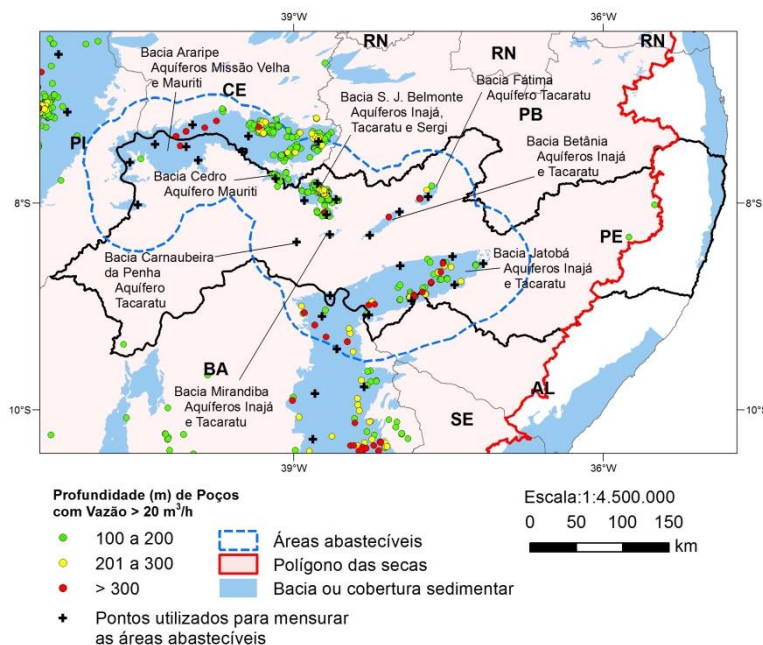 39°W
36°W
RN
RN
RN
Bacia Araripe
Aquíferos Missão Velha
e Mauriti
CE
Bacia S. J. Belmonte
Aquíferos Inajá,
Tacaratu e Sergi
Bacia Fátima
Aquífero Tacaratu
PB
PI
Bacia Betânia
Aquíferos Inajá
e Tacaratu
Bacia Cedro
Aquífero Mauriti
8°S
8°S
PE
Bacia Carnaubeira
da Penha
Aquífero
Tacaratu
Bacia Jatobá
Aquíferos Inajá
e Tacaratu
BA
Bacia Mirandiba
Aquíferos Inajá
e Tacaratu
AL
SE
10°S
10°S
39°W
36°W
Profundidade (m) de Poços
com Vazão > 20 m³/h
100 a 200
201 a 300
> 300
Pontos utilizados para mensurar
as áreas abastecíveis
Áreas abastecíveis
Polígono das secas
Bacia ou cobertura sedimentar
Escala:1:4.500.000
0 50 100 150
km